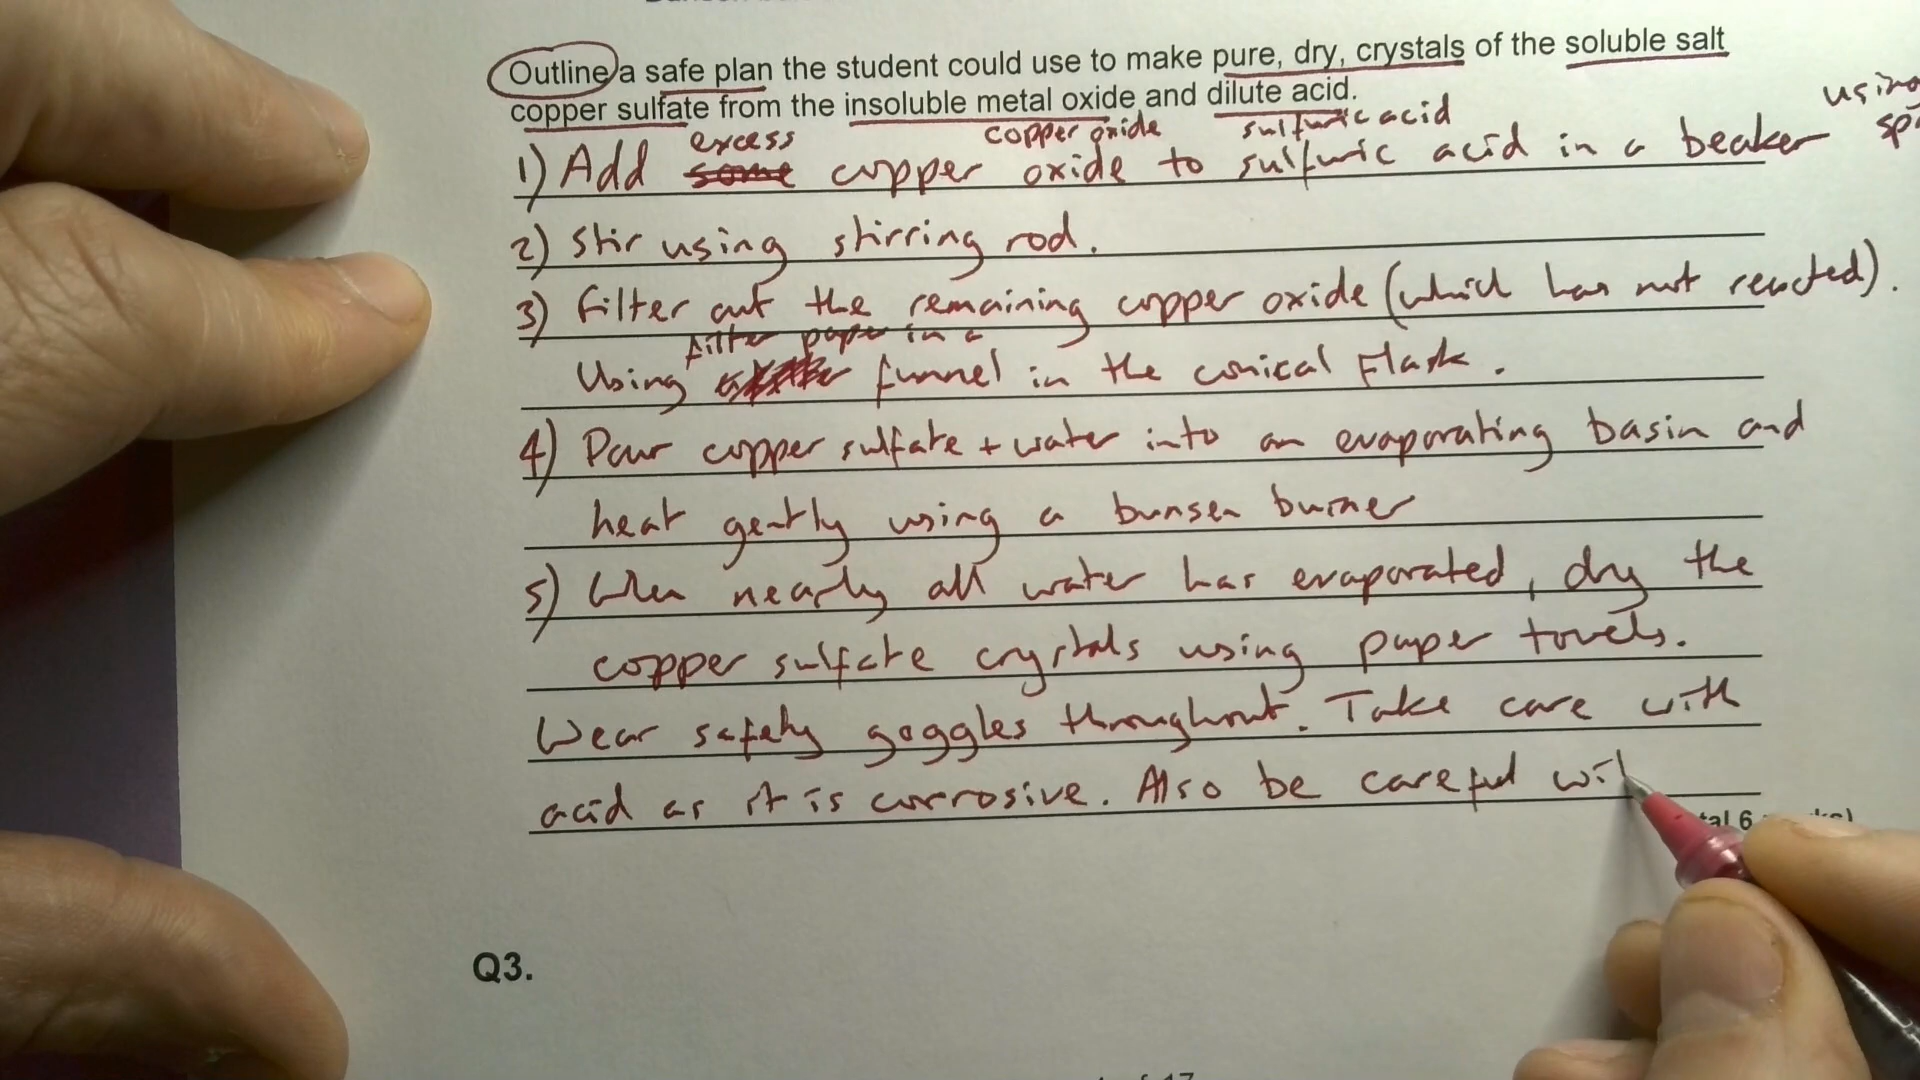 Outline a safe plan the student could use to make pure, dry, crystals of the soluble salt
copper sulfate from the insoluble metal oxide and dilute acid.
excess copper oxide sulfuric acid using
1) Add some copper oxide to sulfuric acid in a beaker
2) Stir using stirring rod.
3) Filter out the remaining copper oxide (which has not reacted).
filter paper in a
Using funnel in the conical Flask.
4) Pour copper sulfate + water into an evaporating basin and
heat gently using a bunsen burner
5) When nearly all water has evaporated, dry the
copper sulfate crystals using paper towels.
Wear safety goggles throughout. Take care with
acid as it is corrosive. Also be careful wit
6
Q3.